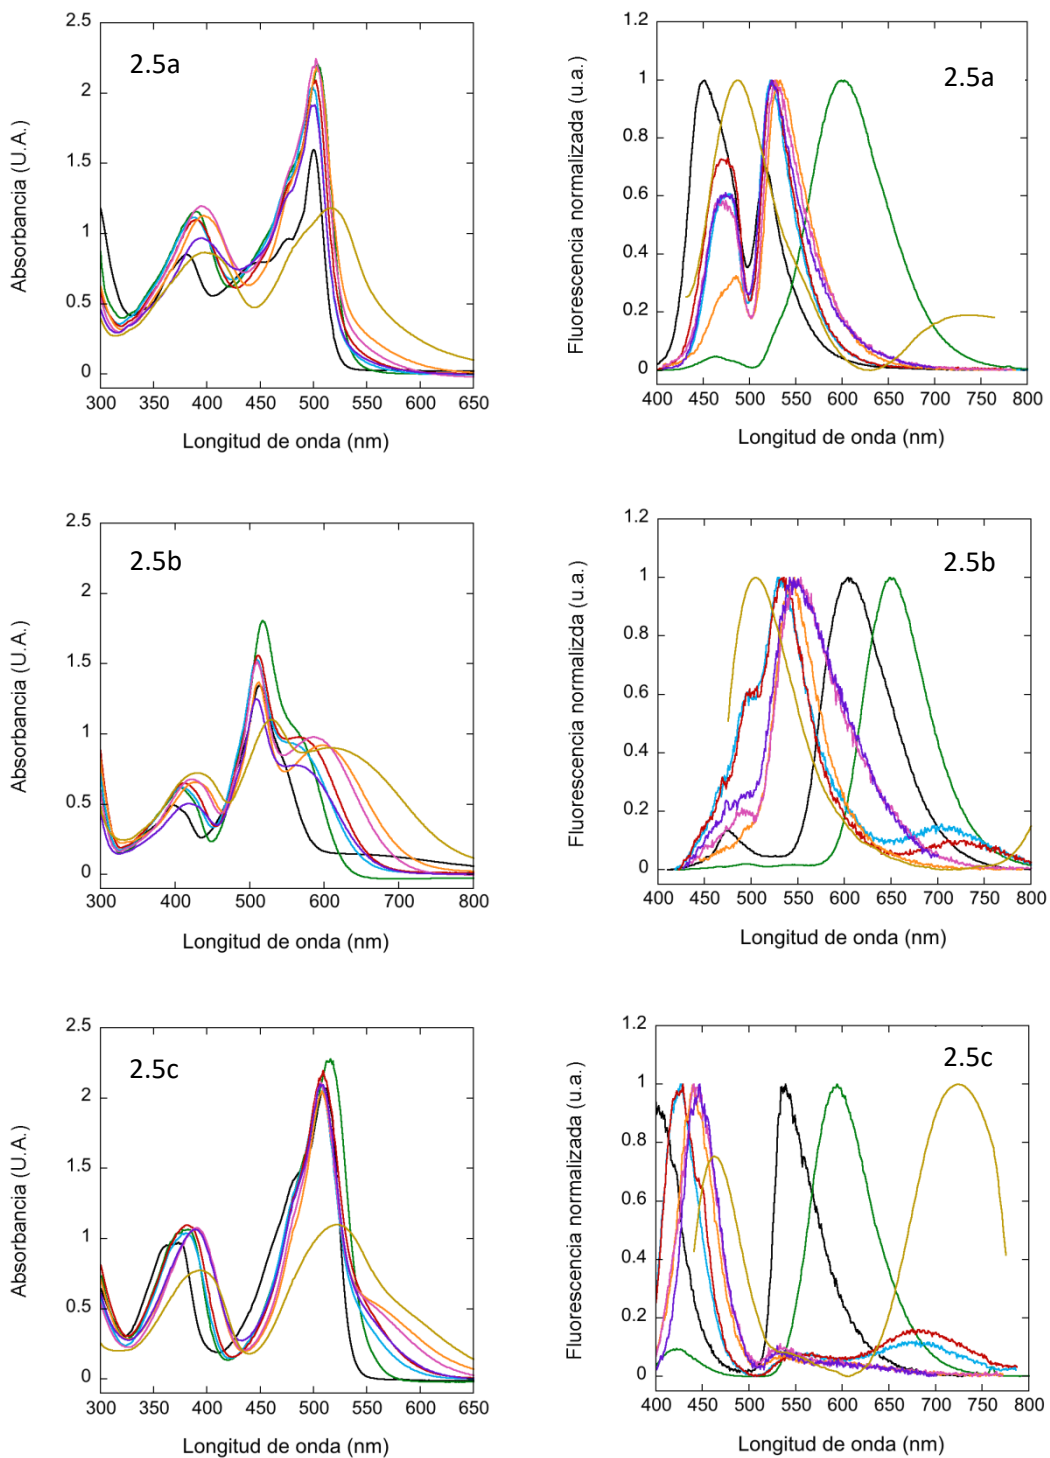 2.5
2
1.5
1
0.5
0
300 350 400 450 500 550 600 650
Absorbancia (U.A.)
Longitud de onda (nm)
2.5a
1.2
1
0.8
0.6
0.4
0.2
0
400 450 500 550 600 650 700 750 800
Fluorescencia normalizada (u.a.)
Longitud de onda (nm)
2.5a
2.5
2
1.5
1
0.5
0
300 400 500 600 700 800
Absorbancia (U.A.)
Longitud de onda (nm)
2.5b
1.2
1
0.8
0.6
0.4
0.2
0
400 450 500 550 600 650 700 750 800
Fluorescencia normalizda (u.a.)
Longitud de onda (nm)
2.5b
2.5
2
1.5
1
0.5
0
300 350 400 450 500 550 600 650
Absorbancia (U.A.)
Longitud de onda (nm)
2.5c
1.2
1
0.8
0.6
0.4
0.2
0
400 450 500 550 600 650 700 750 800
Fluorescencia normalizada (u.a.)
Longitud de onda (nm)
2.5c